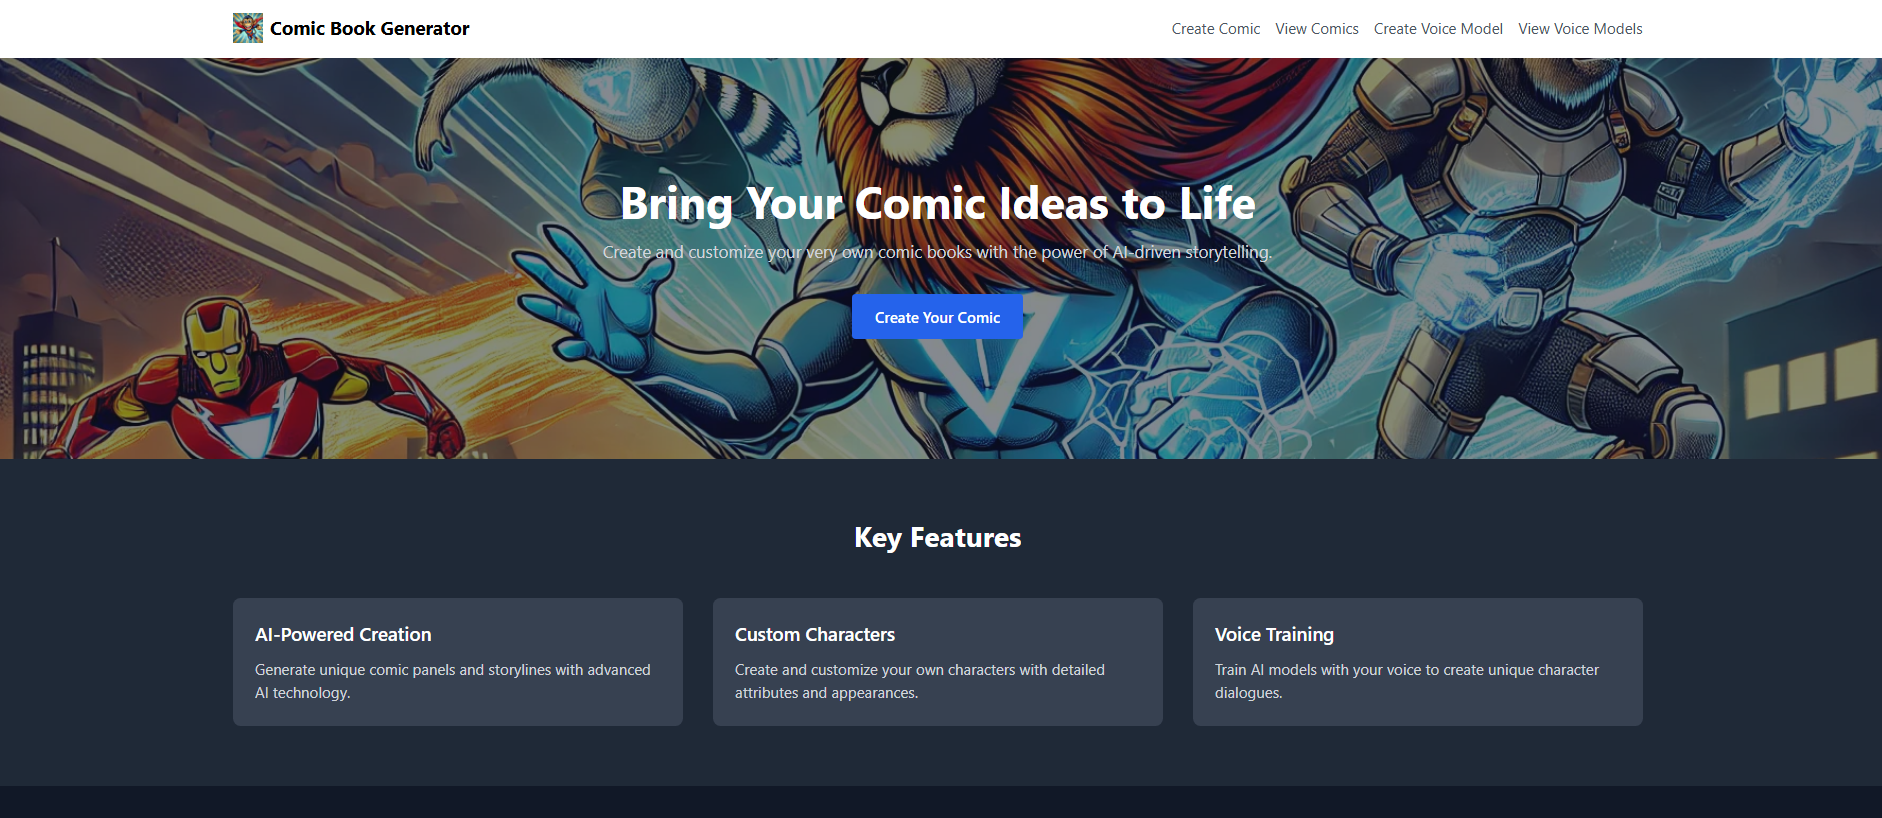 Comic Book Generator
Create Comic View Comics Create Voice Model View Voice Models
Bring Your Comic Ideas to Life
Create and customize your very own comic books with the power of AI-driven storytelling.
Create Your Comic
Key Features
AI-Powered Creation
Generate unique comic panels and storylines with advanced
AI technology.
Custom Characters
Create and customize your own characters with detailed
attributes and appearances.
Voice Training
Train AI models with your voice to create unique character
dialogues.